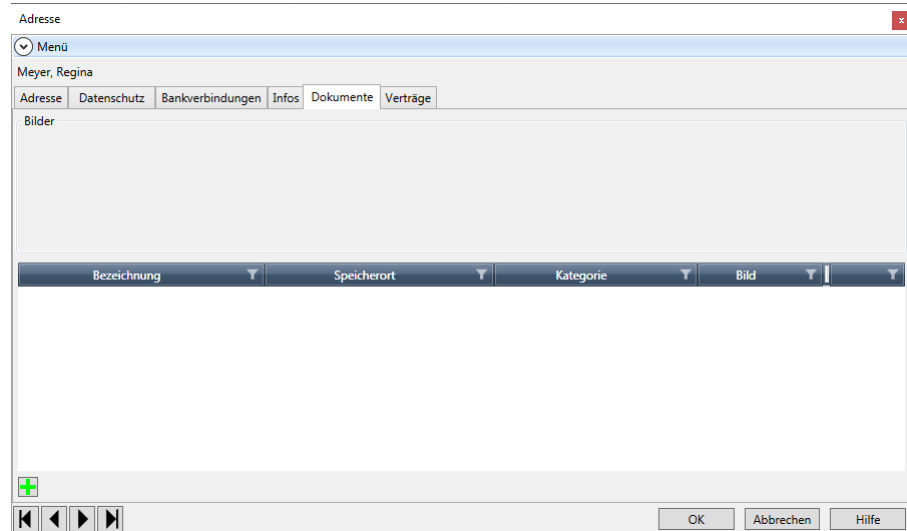 Adresse
x
Menü
Meyer, Regina
Adresse Datenschutz Bankverbindungen Infos Dokumente Verträge
Bilder
Bezeichnung Speicherort Kategorie Bild
OK Abbrechen Hilfe